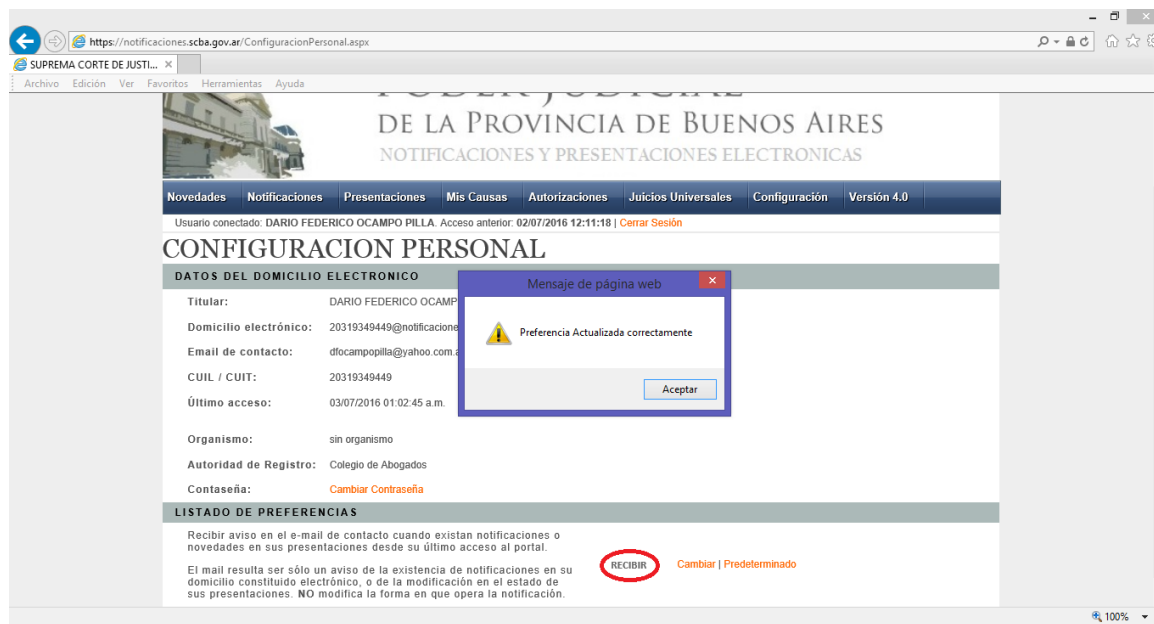 https://notificaciones.scba.gov.ar/ConfiguracionPersonal.aspx
SUPREMA CORTE DE JUSTI...
Archivo Edición Ver Favoritos Herramientas Ayuda
PODER JUDICIAL
DE LA PROVINCIA DE BUENOS AIRES
NOTIFICACIONES Y PRESENTACIONES ELECTRONICAS
Novedades Notificaciones Presentaciones Mis Causas Autorizaciones Juicios Universales Configuración Versión 4.0
Usuario conectado: DARIO FEDERICO OCAMPO PILLA. Acceso anterior: 02/07/2016 12:11:18 | Cerrar Sesión
CONFIGURACION PERSONAL
DATOS DEL DOMICILIO ELECTRONICO
Titular: DARIO FEDERICO OCAMP
Domicilio electrónico: 20319349449@notificacione
Email de contacto: dfocampopilla@yahoo.com.a
CUIL / CUIT: 20319349449
Último acceso: 03/07/2016 01:02:45 a.m.
Mensaje de página web
Preferencia Actualizada correctamente
Aceptar
Organismo: sin organismo
Autoridad de Registro: Colegio de Abogados
Contaseña: Cambiar Contraseña
LISTADO DE PREFERENCIAS
Recibir aviso en el e-mail de contacto cuando existan notificaciones o
novedades en sus presentaciones desde su último acceso al portal.
El mail resulta ser sólo un aviso de la existencia de notificaciones en su
domicilio constituido electrónico, o de la modificación en el estado de
sus presentaciones. NO modifica la forma en que opera la notificación.
RECIBIR Cambiar | Predeterminado
100%